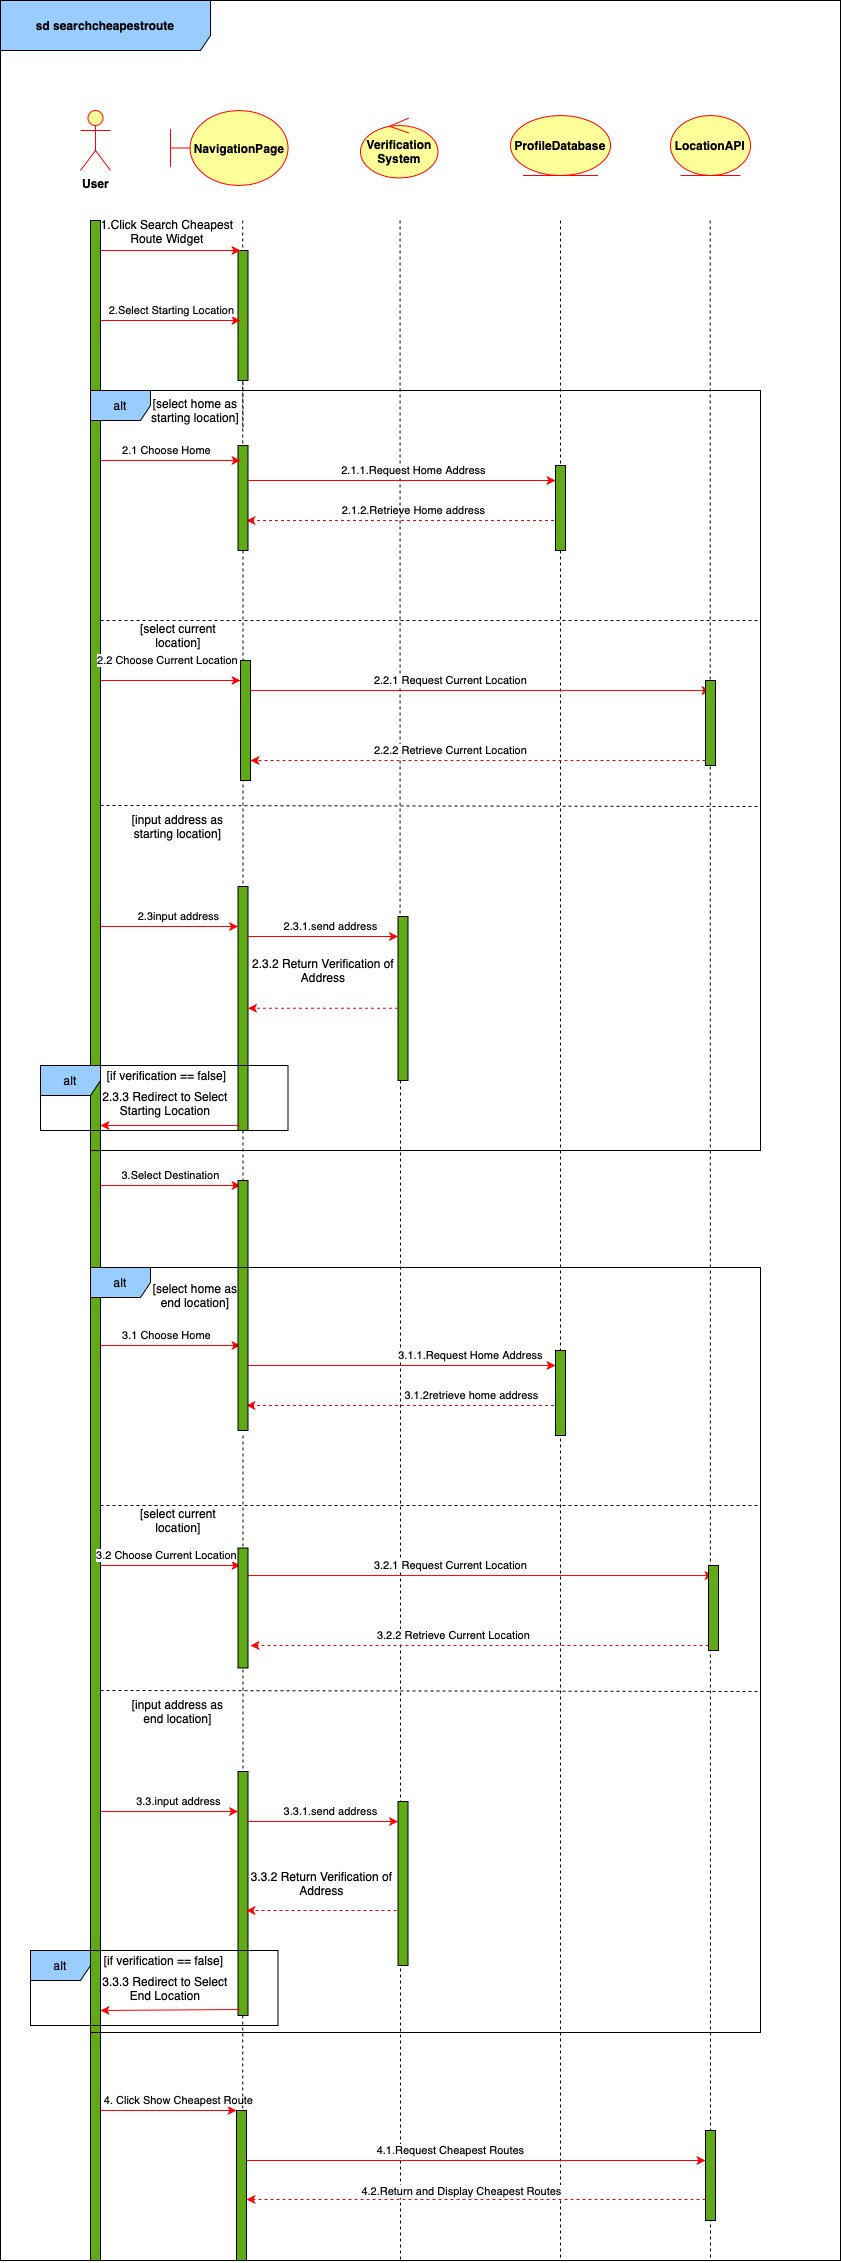 sd searchcheapestroute
User
NavigationPage
Verification
System
ProfileDatabase
LocationAPI
1.Click Search Cheapest
Route Widget
2.Select Starting Location
alt
[select home as
starting location]
2.1 Choose Home
2.1.1.Request Home Address
2.1.2.Retrieve Home address
[select current
location]
2.2 Choose Current Location
2.2.1 Request Current Location
2.2.2 Retrieve Current Location
[input address as
starting location]
2.3input address
2.3.1.send address
2.3.2 Return Verification of
Address
alt
[if verification == false]
2.3.3 Redirect to Select
Starting Location
3.Select Destination
alt
[select home as
end location]
3.1 Choose Home
3.1.1.Request Home Address
3.1.2retrieve home address
[select current
location]
3.2 Choose Current Location
3.2.1 Request Current Location
3.2.2 Retrieve Current Location
[input address as
end location]
3.3.input address
3.3.1.send address
3.3.2 Return Verification of
Address
alt
[if verification == false]
3.3.3 Redirect to Select
End Location
4. Click Show Cheapest Route
4.1.Request Cheapest Routes
4.2.Return and Display Cheapest Routes